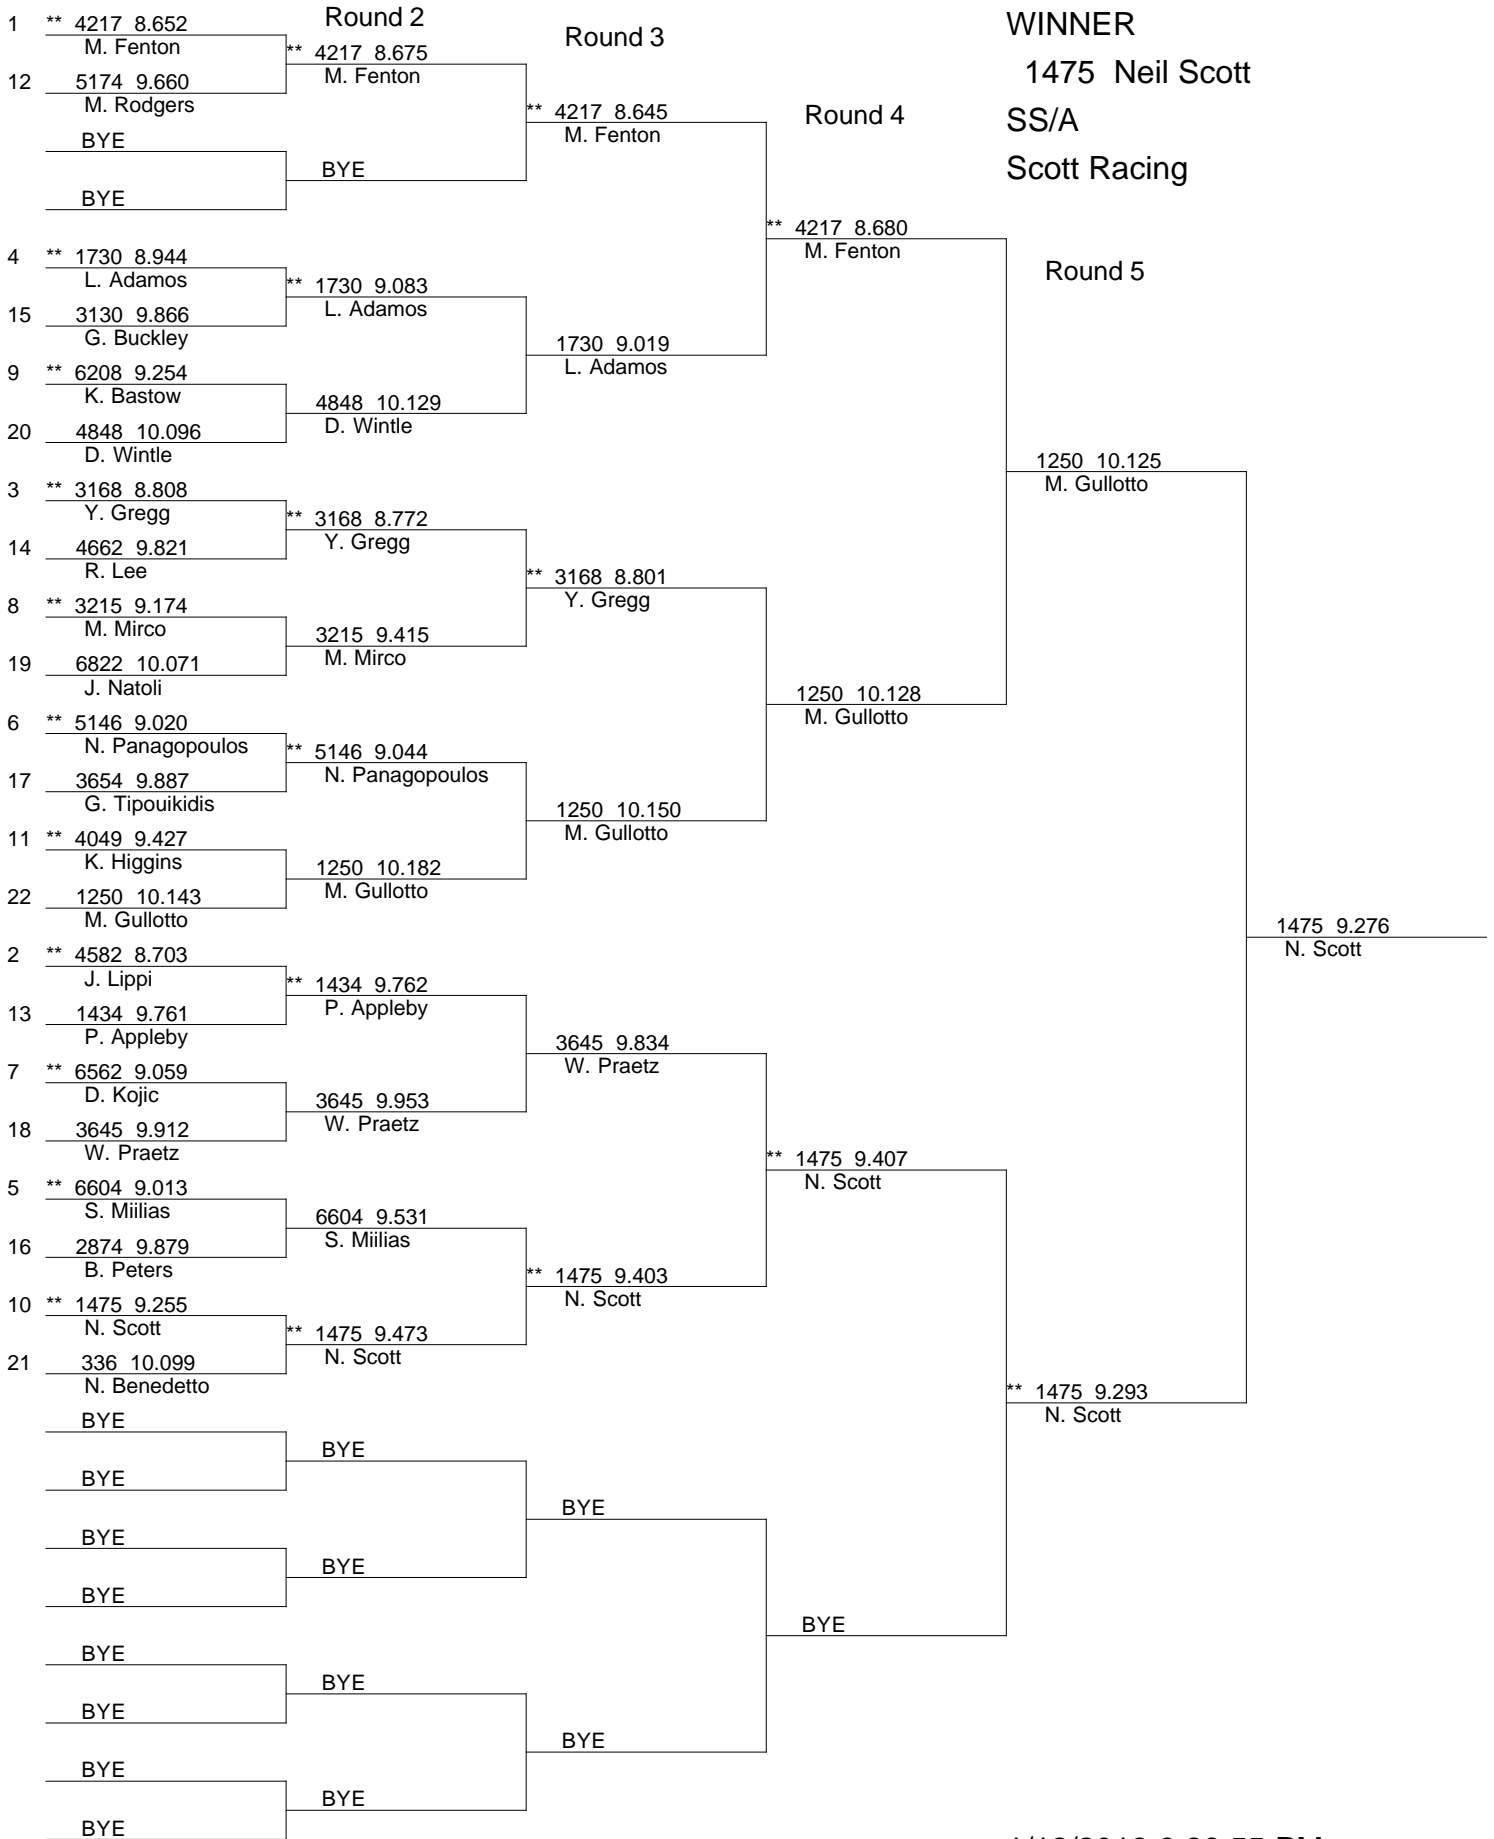 Round 2
Round 3
Round 4
Round 5
WINNER
1475 Neil Scott
SS/A
Scott Racing
1 ** 4217 8.652
M. Fenton
12 5174 9.660
M. Rodgers
BYE
BYE
4 ** 1730 8.944
L. Adamos
15 3130 9.866
G. Buckley
9 ** 6208 9.254
K. Bastow
20 4848 10.096
D. Wintle
3 ** 3168 8.808
Y. Gregg
14 4662 9.821
R. Lee
8 ** 3215 9.174
M. Mirco
19 6822 10.071
J. Natoli
6 ** 5146 9.020
N. Panagopoulos
17 3654 9.887
G. Tipouikidis
11 ** 4049 9.427
K. Higgins
22 1250 10.143
M. Gullotto
2 ** 4582 8.703
J. Lippi
13 1434 9.761
P. Appleby
7 ** 6562 9.059
D. Kojic
18 3645 9.912
W. Praetz
5 ** 6604 9.013
S. Miilias
16 2874 9.879
B. Peters
10 ** 1475 9.255
N. Scott
21 336 10.099
N. Benedetto
BYE
BYE
BYE
BYE
BYE
BYE
BYE
BYE
** 4217 8.675
M. Fenton
BYE
** 1730 9.083
L. Adamos
4848 10.129
D. Wintle
** 3168 8.772
Y. Gregg
3215 9.415
M. Mirco
** 5146 9.044
N. Panagopoulos
1250 10.182
M. Gullotto
** 1434 9.762
P. Appleby
3645 9.953
W. Praetz
6604 9.531
S. Miilias
** 1475 9.473
N. Scott
BYE
BYE
BYE
BYE
** 4217 8.645
M. Fenton
1730 9.019
L. Adamos
** 3168 8.801
Y. Gregg
1250 10.150
M. Gullotto
3645 9.834
W. Praetz
** 1475 9.403
N. Scott
BYE
BYE
** 4217 8.680
M. Fenton
1250 10.128
M. Gullotto
** 1475 9.407
N. Scott
BYE
1250 10.125
M. Gullotto
** 1475 9.293
N. Scott
1475 9.276
N. Scott